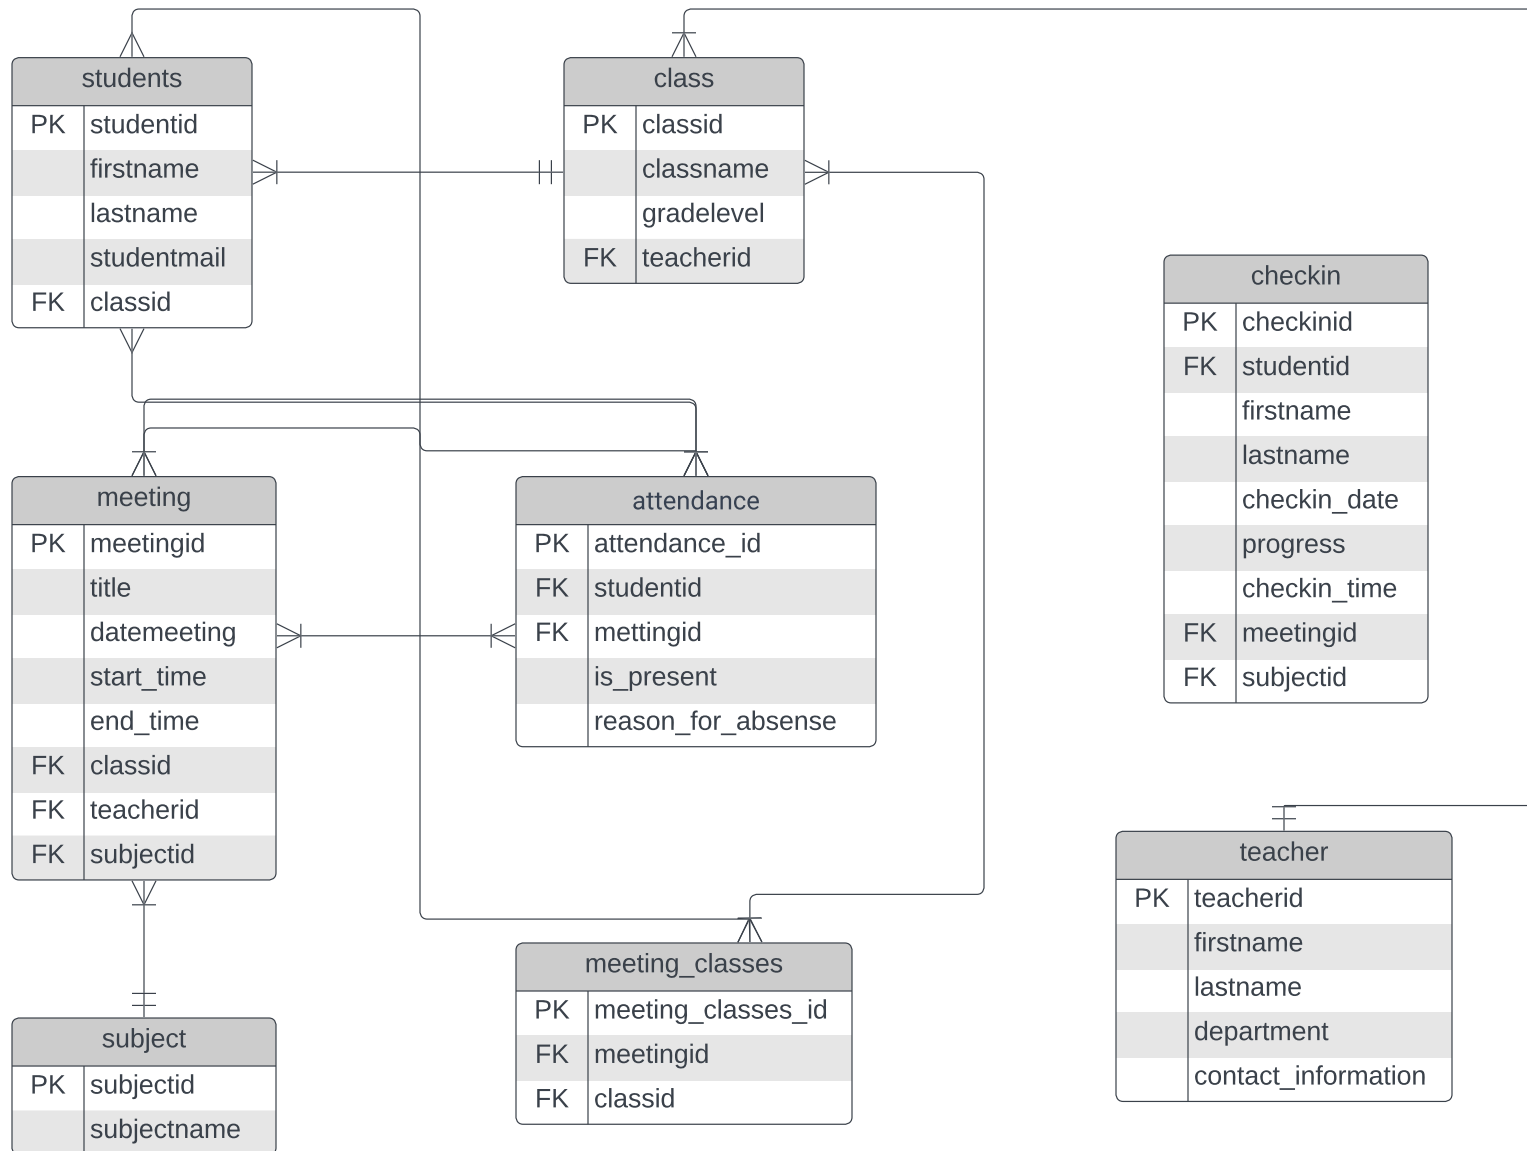 students
PK studentid
firstname
lastname
studentmail
FK classid
class
PK classid
classname
gradelevel
FK teacherid
checkin
PK checkinid
FK studentid
firstname
lastname
checkin_date
progress
checkin_time
FK meetingid
FK subjectid
meeting
PK meetingid
title
datemeeting
start_time
end_time
FK classid
FK teacherid
FK subjectid
attendance
PK attendance_id
FK studentid
FK mettingid
is_present
reason_for_absense
teacher
PK teacherid
firstname
lastname
department
contact_information
meeting_classes
PK meeting_classes_id
FK meetingid
FK classid
subject
PK subjectid
subjectname